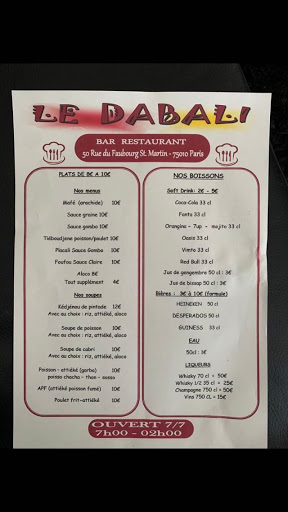 LE DABALI
BAR RESTAURANT
50 Rue du Faubourg St. Martin - 75010 Paris
PLATS DE 8€ A 10€
Nos menus
Mafé (arachide) 10€
Sauce graine 10€
Sauce gombo 10€
Tiéboudjene poisson/poulet 10€
Placali Sauce Gombo 10€
Foufou Sauce Claire 10€
Aloco 8€
Tout supplément 4€
Nos soupes
Kédjénou de pintade 12€
Avec au choix : riz, attiéké, aloco
Soupe de poisson 10€
Avec au choix : riz, attiéké, aloco
Soupe de cabri 10€
Avec au choix : riz, attiéké, aloco
Poisson - attiéké (garba) 10€
poisso chacha - thon - sosso
APF (attiéké poisson fumé) 10€
Poulet frit-attiéké 10€
NOS BOISSONS
Soft Drink: 2€ - 5€
Coca-Cola 33 cl
Fanta 33 cl
Orangina - 7up - mojito 33 cl
Oasis 33 cl
Vimto 33 cl
Red Bull 33 cl
Jus de gengembre 50 cl : 3€
Jus de bissap 50 cl : 3€
Bières : 3€ à 10€ (formule)
HEINEKEN 50 cl
DESPERADOS 50 cl
GUINESS 33 cl
EAU
50cl : 3€
LIQUEURS
Whisky 70 cl = 50€
Whisky 1/2 35 cl = 25€
Champagne 750 cl = 50€
Vins 750 CL = 15€
OUVERT 7/7
7h00 - 02h00